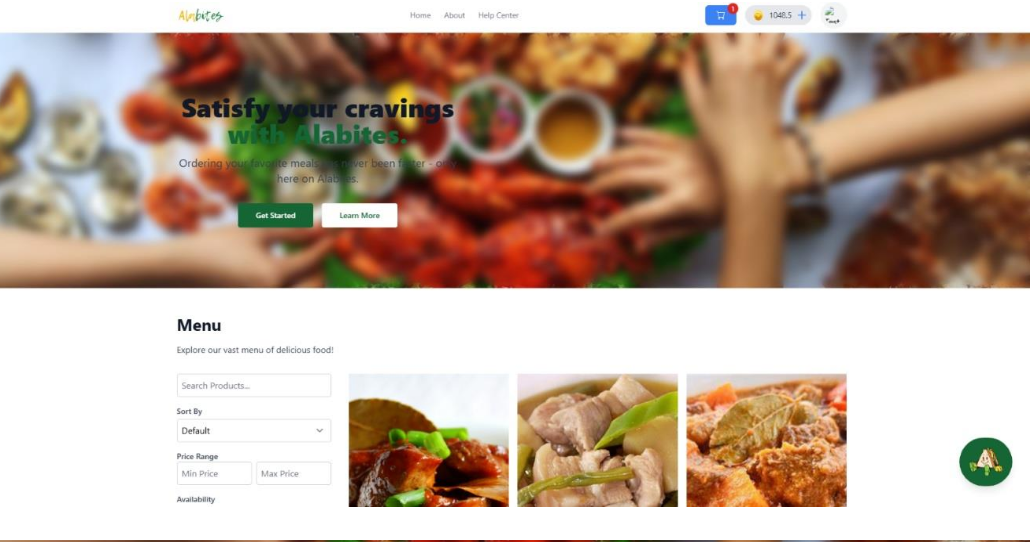 Alabites
Home About Help Center
1
1048.5 +
Satisfy your cravings
with Alabites.
Ordering your favorite meals has never been faster - only
here on Alabites.
Get Started Learn More
Menu
Explore our vast menu of delicious food!
Search Products...
Sort By
Default
Price Range
Min Price Max Price
Availability